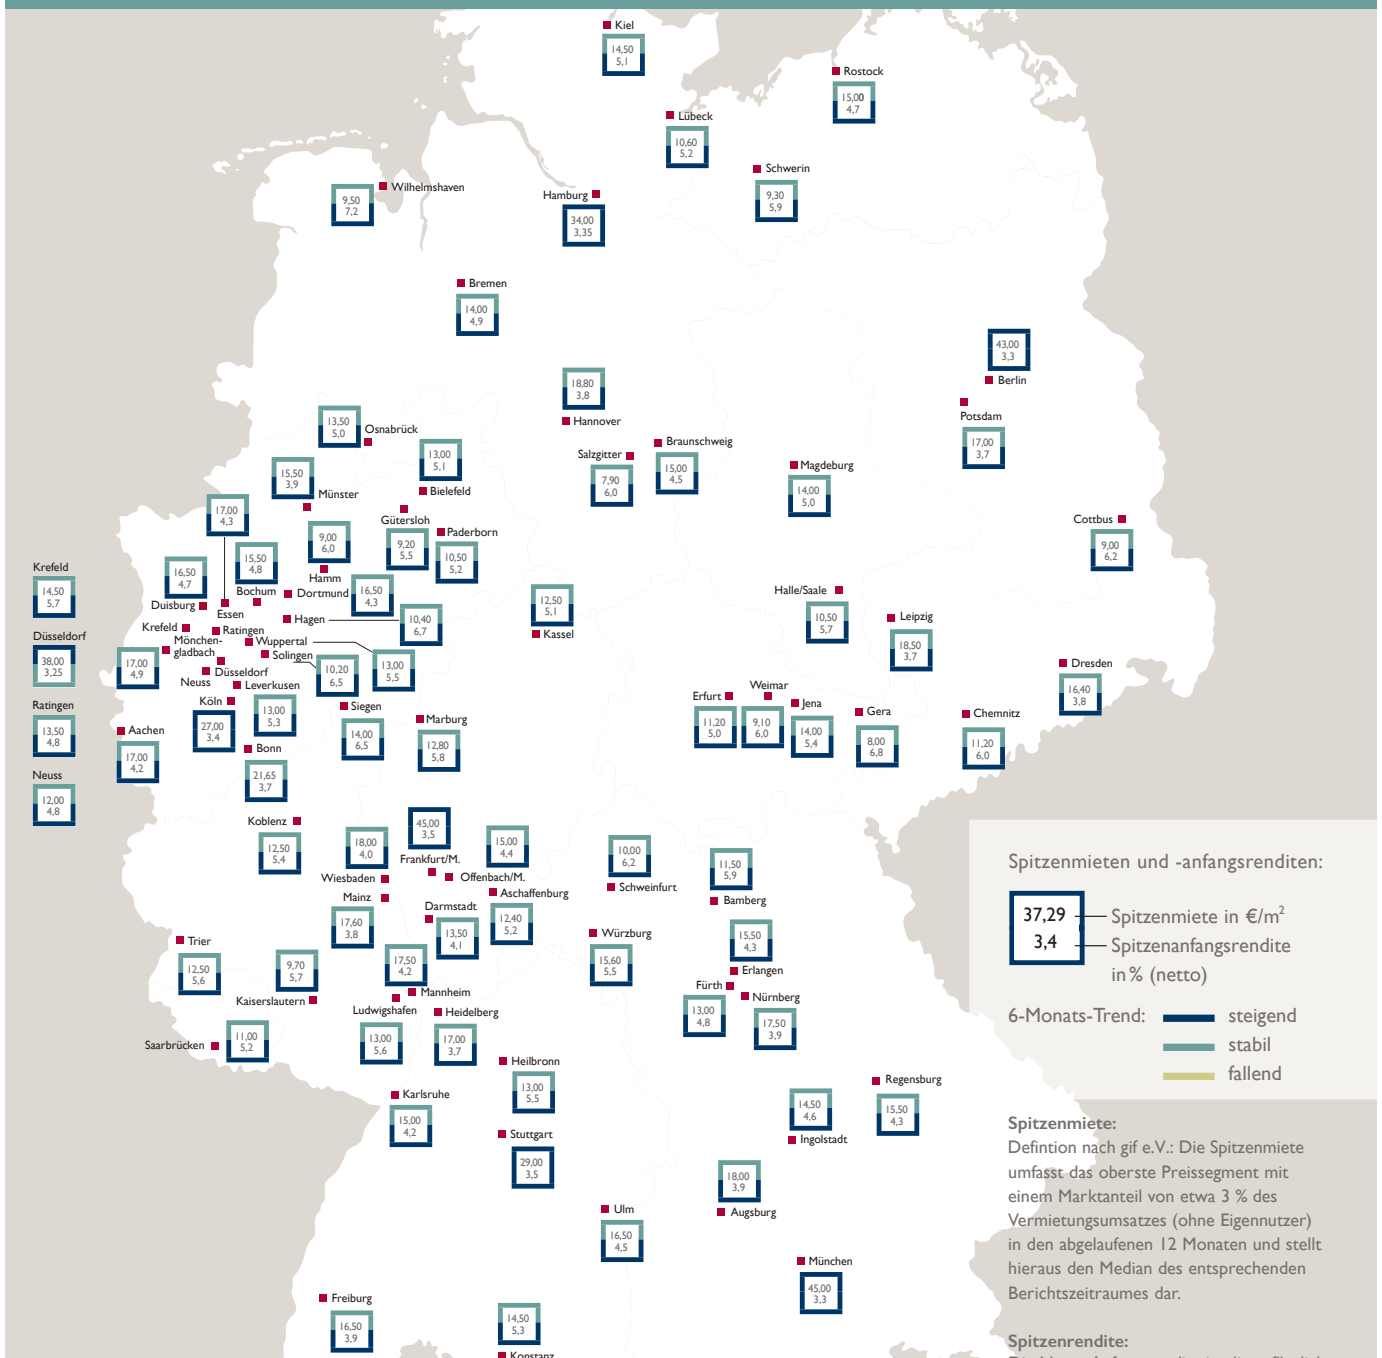 Kiel
14,50
5,1
Rostock
15,00
4,7
Lübeck
10,60
5,2
Schwerin
9,30
5,9
Wilhelmshaven
9,50
7,2
Hamburg
34,00
3,35
Bremen
14,00
4,9
43,00
3,3
Berlin
18,80
3,8
Hannover
Potsdam
17,00
3,7
13,50
5,0
Osnabrück
13,00
5,1
Bielefeld
Salzgitter
7,90
6,0
Braunschweig
15,00
4,5
Magdeburg
14,00
5,0
15,50
3,9
Münster
17,00
4,3
Gütersloh
9,20
5,5
Paderborn
10,50
5,2
9,00
6,0
Hamm
Cottbus
9,00
6,2
15,50
4,8
Bochum
16,50
4,7
Duisburg
Essen
Dortmund
16,50
4,3
Krefeld
14,50
5,7
Hagen
10,40
6,7
12,50
5,1
Kassel
Halle/Saale
10,50
5,7
Leipzig
18,50
3,7
Krefeld
Ratingen
Mönchen-
gladbach
17,00
4,9
Wuppertal
13,00
5,5
Solingen
10,20
6,5
Düsseldorf
38,00
3,25
Düsseldorf
Neuss
Leverkusen
13,00
5,3
Köln
27,00
3,4
Dresden
16,40
3,8
Ratingen
13,50
4,8
Siegen
14,00
6,5
Marburg
12,80
5,8
Erfurt
11,20
5,0
Weimar
9,10
6,0
Jena
14,00
5,4
Gera
8,00
6,8
Chemnitz
11,20
6,0
Aachen
17,00
4,2
Bonn
21,65
3,7
Neuss
12,00
4,8
Koblenz
12,50
5,4
18,00
4,0
Wiesbaden
45,00
3,5
Frankfurt/M.
15,00
4,4
Offenbach/M.
10,00
6,2
Schweinfurt
11,50
5,9
Bamberg
Mainz
17,60
3,8
Darmstadt
13,50
4,1
Aschaffenburg
12,40
5,2
Würzburg
15,60
5,5
15,50
4,3
Erlangen
Trier
12,50
5,6
9,70
5,7
Kaiserslautern
17,50
4,2
Mannheim
Ludwigshafen
13,00
5,6
Heidelberg
17,00
3,7
Fürth
13,00
4,8
Nürnberg
17,50
3,9
Saarbrücken
11,00
5,2
Heilbronn
13,00
5,5
Karlsruhe
15,00
4,2
Stuttgart
29,00
3,5
14,50
4,6
Ingolstadt
Regensburg
15,50
4,3
18,00
3,9
Augsburg
Ulm
16,50
4,5
München
45,00
3,3
Freiburg
16,50
3,9
14,50
5,3
Konstanz
Spitzenmieten und -anfangsrenditen:
37,29 Spitzenmiete in €/m²
3,4 Spitzenanfangsrendite
in % (netto)
6-Monats-Trend: steigend
stabil
fallend
Spitzenmiete:
Defintion nach gif e.V.: Die Spitzenmiete
umfasst das oberste Preissegment mit
einem Marktanteil von etwa 3 % des
Vermietungsumsatzes (ohne Eigennutzer)
in den abgelaufenen 12 Monaten und stellt
hieraus den Median des entsprechenden
Berichtszeitraumes dar.
Spitzenrendite: